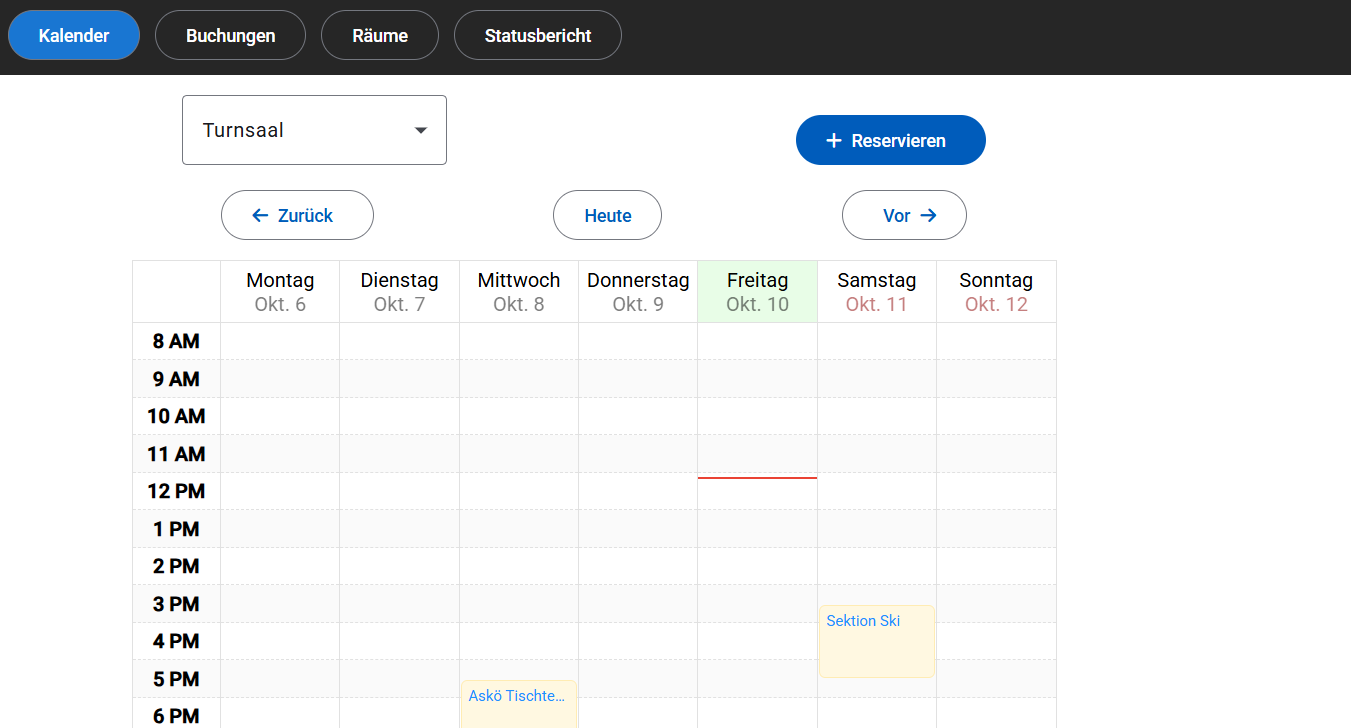 Kalender
Buchungen
Räume
Statusbericht
Turnsaal
Reservieren
Zurück
Heute
Vor
Montag
Okt. 6
Dienstag
Okt. 7
Mittwoch
Okt. 8
Donnerstag
Okt. 9
Freitag
Okt. 10
Samstag
Okt. 11
Sonntag
Okt. 12
8 AM
9 AM
10 AM
11 AM
12 PM
1 PM
2 PM
3 PM
Sektion Ski
4 PM
5 PM
Askö Tischte...
6 PM